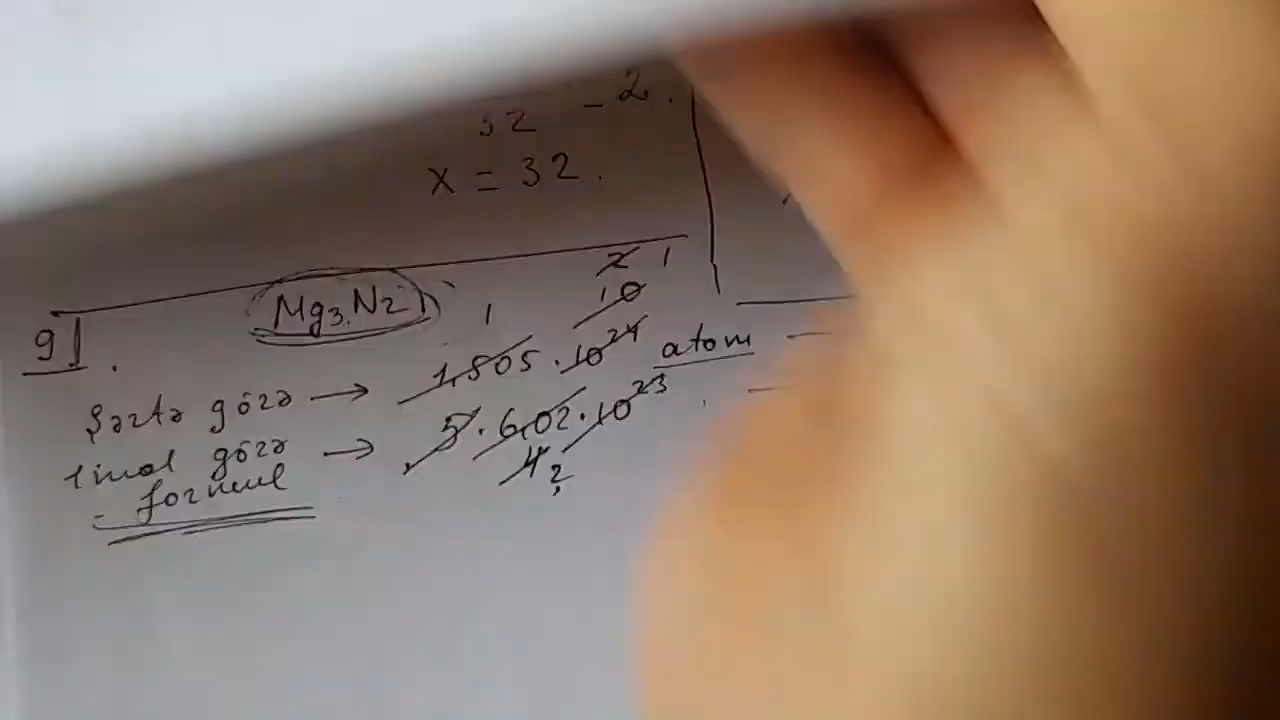 32 - 2.
x = 32.
9].
Mg3N2
1
2 1
10
Şərtə görə → 1,505 . 10^24 atom —
görə → 5 . 6,02 . 10^23 . —
4 2
- formul